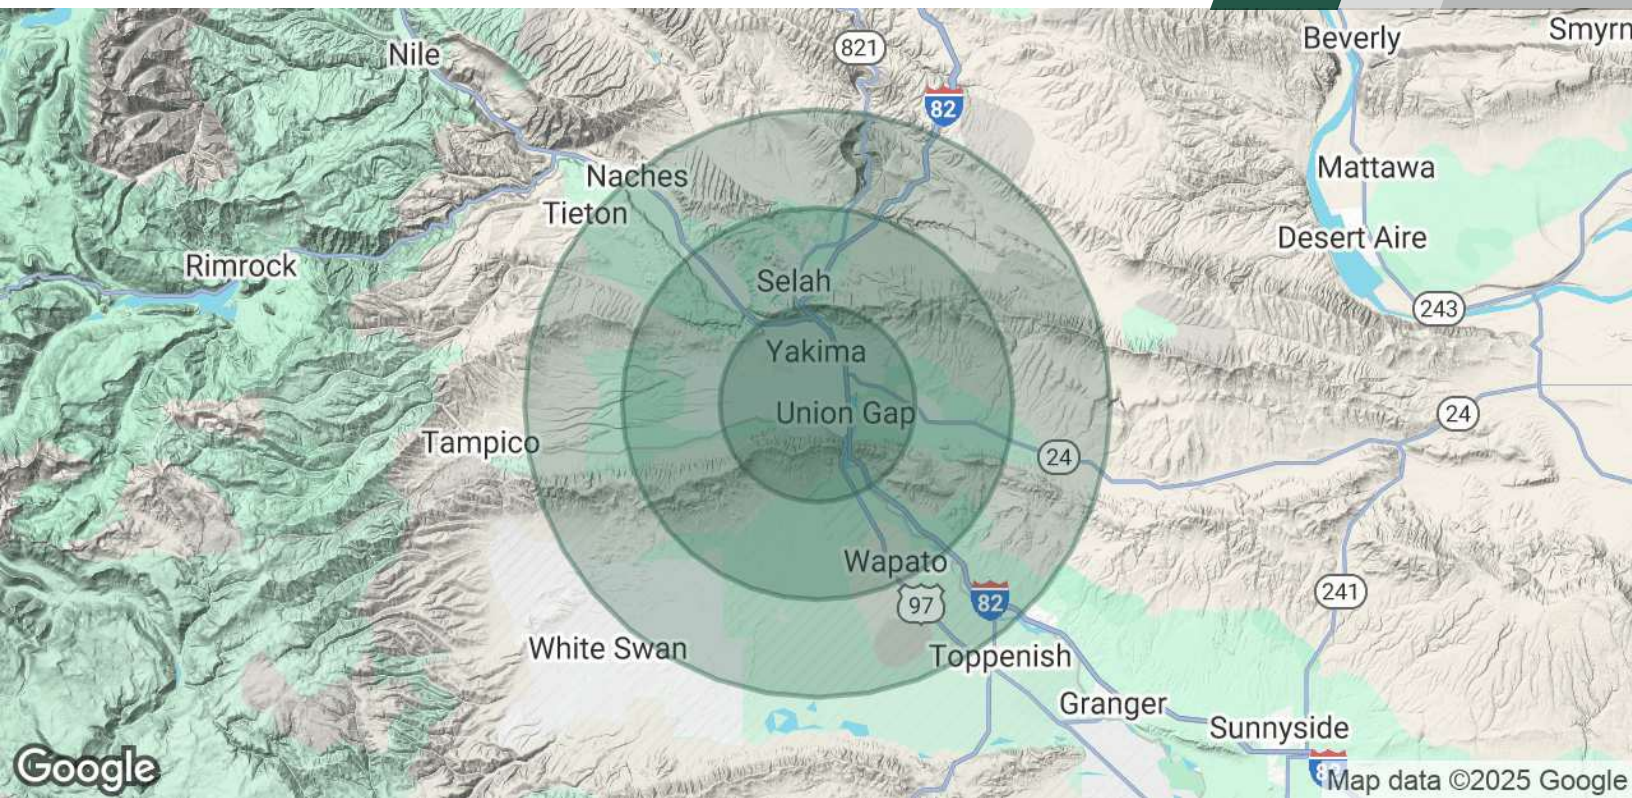 Nile
821
Beverly
Smyrn
82
Naches
Mattawa
Tieton
Desert Aire
Rimrock
Selah
243
Yakima
Union Gap
24
Tampico
24
Wapato
97
82
241
White Swan
Toppenish
Granger
Sunnyside
Google
82
Map data ©2025 Google